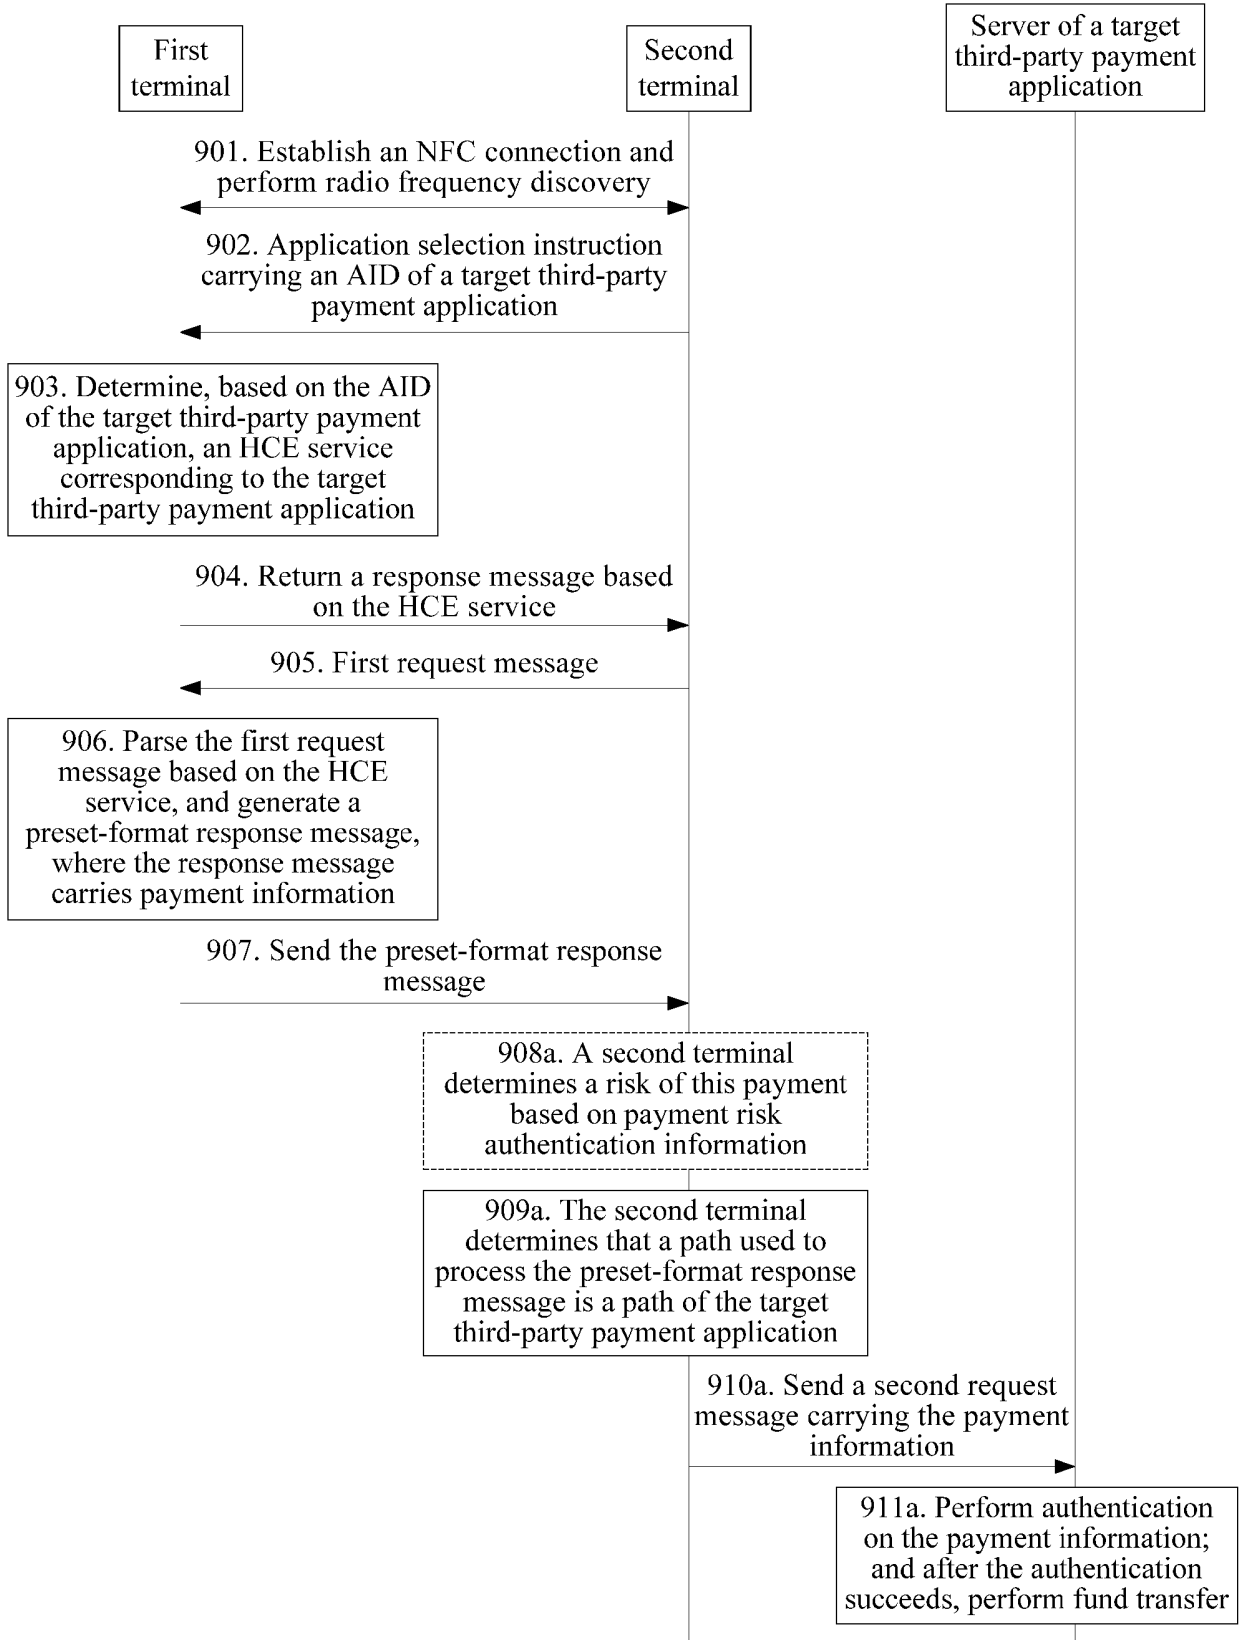 First
terminal
Second
terminal
Server of a target
third-party payment
application
901. Establish an NFC connection and
perform radio frequency discovery
902. Application selection instruction
carrying an AID of a target third-party
payment application
903. Determine, based on the AID
of the target third-party payment
application, an HCE service
corresponding to the target
third-party payment application
904. Return a response message based
on the HCE service
905. First request message
906. Parse the first request
message based on the HCE
service, and generate a
preset-format response message,
where the response message
carries payment information
907. Send the preset-format response
message
908a. A second terminal
determines a risk of this payment
based on payment risk
authentication information
909a. The second terminal
determines that a path used to
process the preset-format response
message is a path of the target
third-party payment application
910a. Send a second request
message carrying the payment
information
911a. Perform authentication
on the payment information;
and after the authentication
succeeds, perform fund transfer